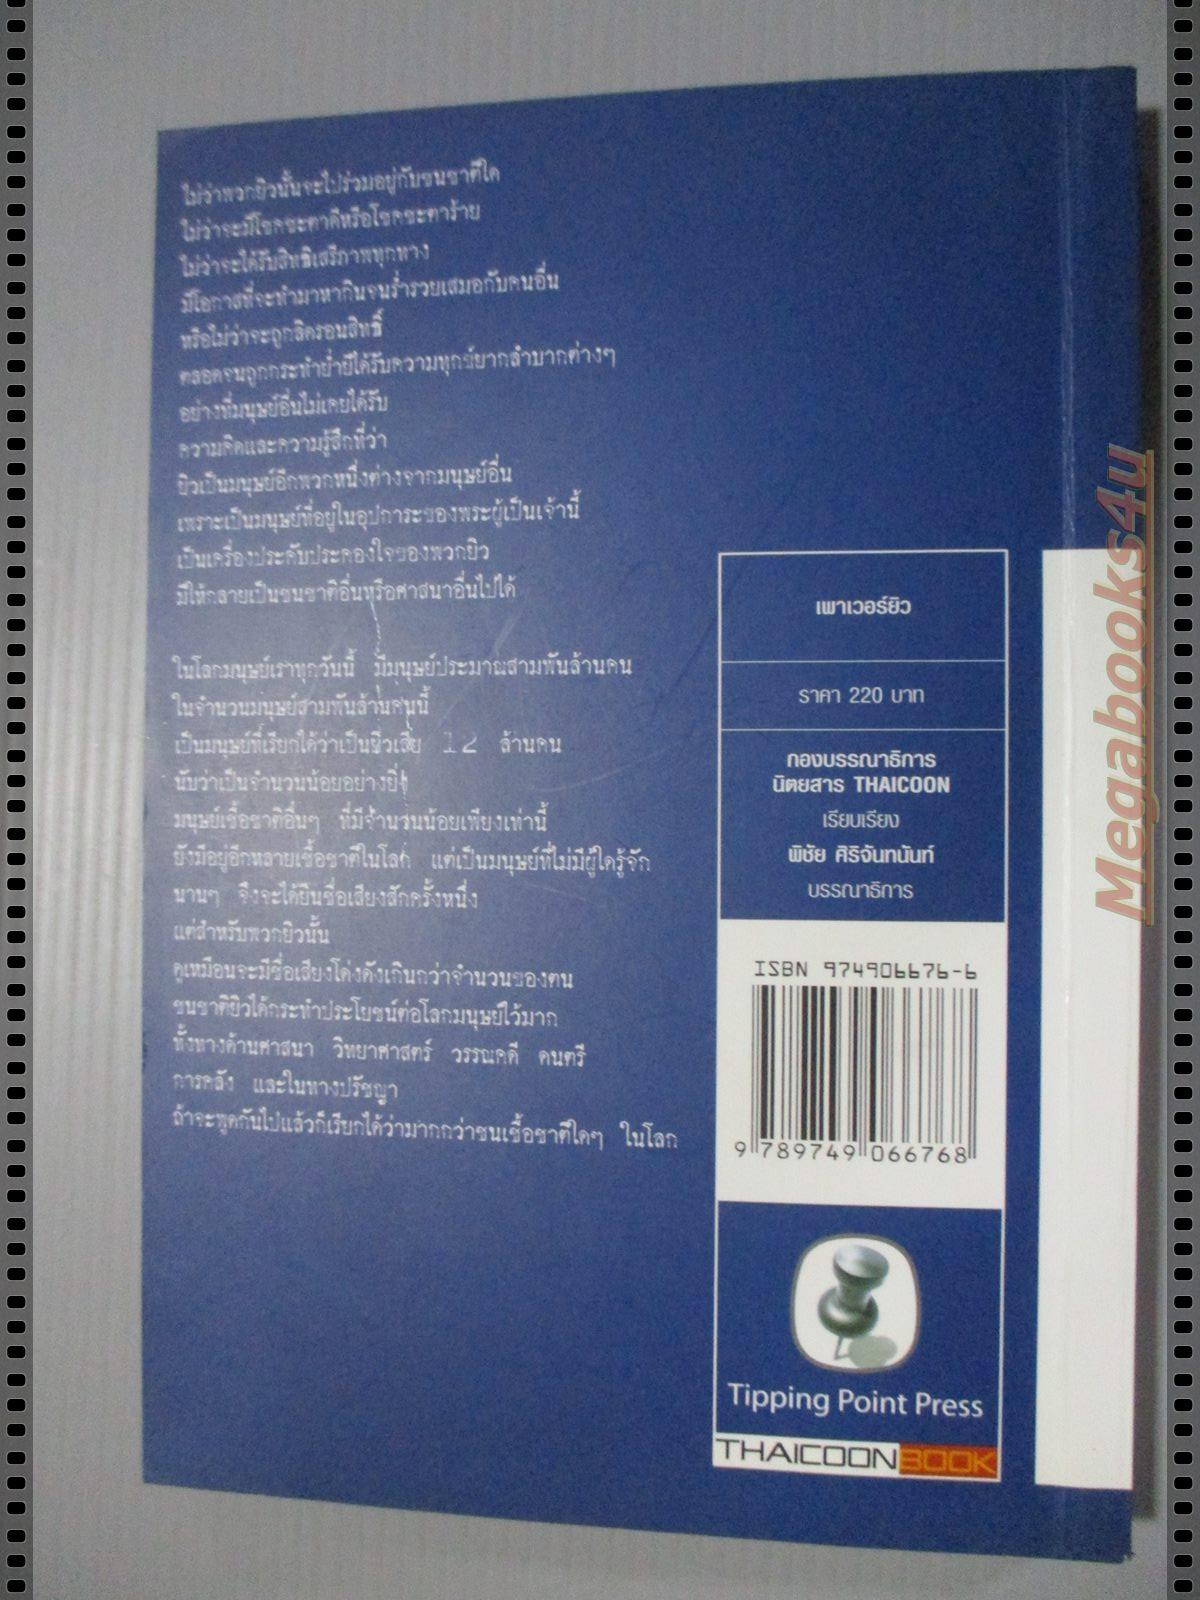 ไม่ว่าพวกยิวนั้นจะไปร่วมอยู่กับชนชาติใด
ไม่ว่าจะมีโชคชะตาดีหรือโชคชะตาร้าย
ไม่ว่าจะได้รับสิทธิเสรีภาพทุกทาง
มีโอกาสที่จะทำมาหากินจนร่ำรวยเสมอกับคนอื่น
หรือไม่ว่าจะถูกลิดรอนสิทธิ์
ตลอดจนถูกกระทำย่ำยีได้รับความทุกข์ยากลำบากต่างๆ
อย่างที่มนุษย์อื่นไม่เคยได้รับ
ความคิดและความรู้สึกที่ว่า
ยิวเป็นมนุษย์อีกพวกหนึ่งต่างจากมนุษย์อื่น
เพราะเป็นมนุษย์ที่อยู่ในอุปการะของพระผู้เป็นเจ้านี้
เป็นเครื่องประคับประคองใจของพวกยิว
มิให้กลายเป็นชนชาติอื่นหรือศาสนาอื่นไปได้
ในโลกมนุษย์เราทุกวันนี้ มีมนุษย์ประมาณสามพันล้านคน
ในจำนวนมนุษย์สามพันล้านคนนี้
เป็นมนุษย์ที่เรียกได้ว่าเป็นยิวเสีย 12 ล้านคน
นับว่าเป็นจำนวนน้อยอย่างยิ่ง
มนุษย์เชื้อชาติอื่นๆ ที่มีจำนวนน้อยเพียงเท่านี้
ยังมีอยู่อีกหลายเชื้อชาติในโลก แต่เป็นมนุษย์ที่ไม่มีผู้ใดรู้จัก
นานๆ จึงจะได้ยินชื่อเสียงสักครั้งหนึ่ง
แต่สำหรับพวกยิวนั้น
ดูเหมือนจะมีชื่อเสียงโด่งดังเกินกว่าจำนวนของตน
ชนชาติยิวได้กระทำประโยชน์ต่อโลกมนุษย์ไว้มาก
ทั้งทางด้านศาสนา วิทยาศาสตร์ วรรณคดี ดนตรี
การคลัง และในทางปรัชญา
ถ้าจะพูดกันไปแล้วก็เรียกได้ว่ามากกว่าชนเชื้อชาติใดๆ ในโลก
เพาเวอร์ยิว
ราคา 220 บาท
กองบรรณาธิการ
นิตยสาร THAICOON
เรียบเรียง
พิชัย ศิริจันทนันท์
บรรณาธิการ
ISBN 974906676-6
9 789749 066768
Tipping Point Press
THAICOON BOOK
Megabooks4u